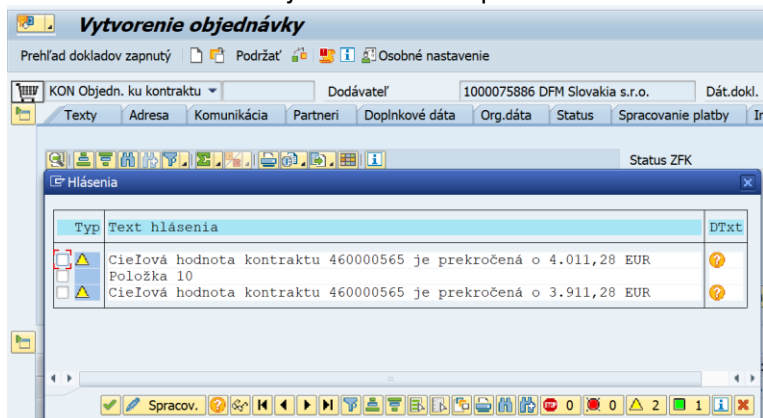 Vytvorenie objednávky
Prehľad dokladov zapnutý Podržať Osobné nastavenie
KON Objedn. ku kontraktu Dodávateľ 1000075886 DFM Slovakia s.r.o. Dát.dokl.
Texty Adresa Komunikácia Partneri Doplnkové dáta Org.dáta Status Spracovanie platby
Status ZFK
Hlásenia
Typ Text hlásenia DTxt
Cieľová hodnota kontraktu 460000565 je prekročená o 4.011,28 EUR
Položka 10
Cieľová hodnota kontraktu 460000565 je prekročená o 3.911,28 EUR
Spracov. 0 0 2 1